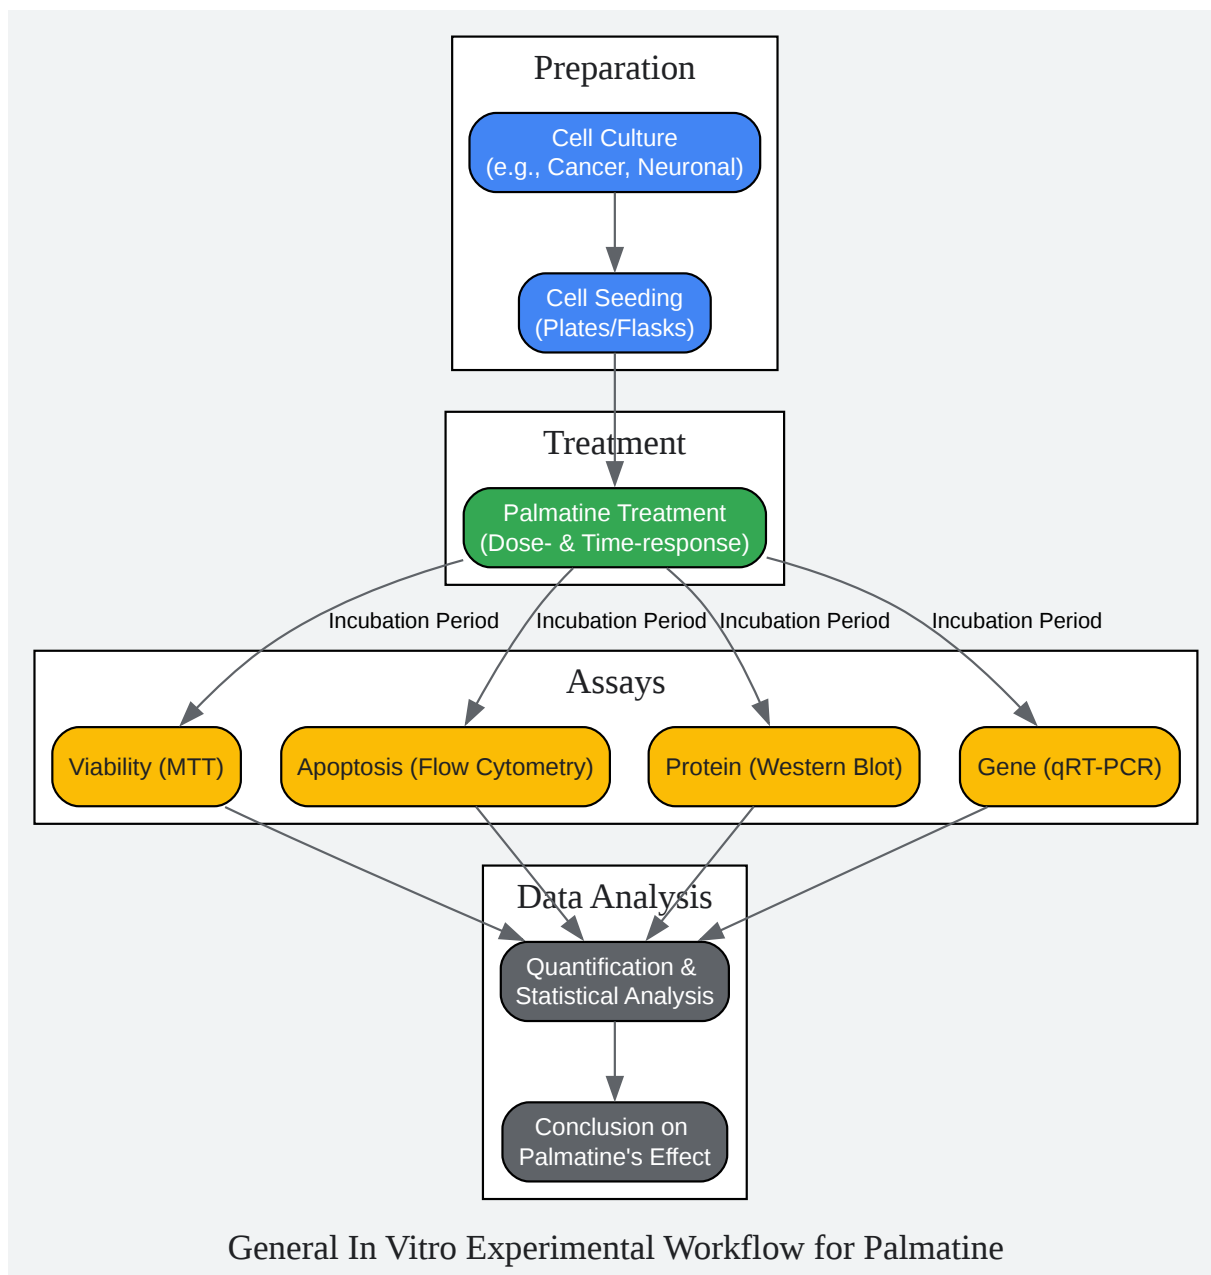 Preparation
Cell Culture
(e.g., Cancer, Neuronal)
Cell Seeding
(Plates/Flasks)
Treatment
Palmatine Treatment
(Dose- & Time-response)
Incubation Period
Incubation Period
Incubation Period
Incubation Period
Assays
Viability (MTT)
Apoptosis (Flow Cytometry)
Protein (Western Blot)
Gene (qRT-PCR)
Data Analysis
Quantification &
Statistical Analysis
Conclusion on
Palmatine's Effect
General In Vitro Experimental Workflow for Palmatine